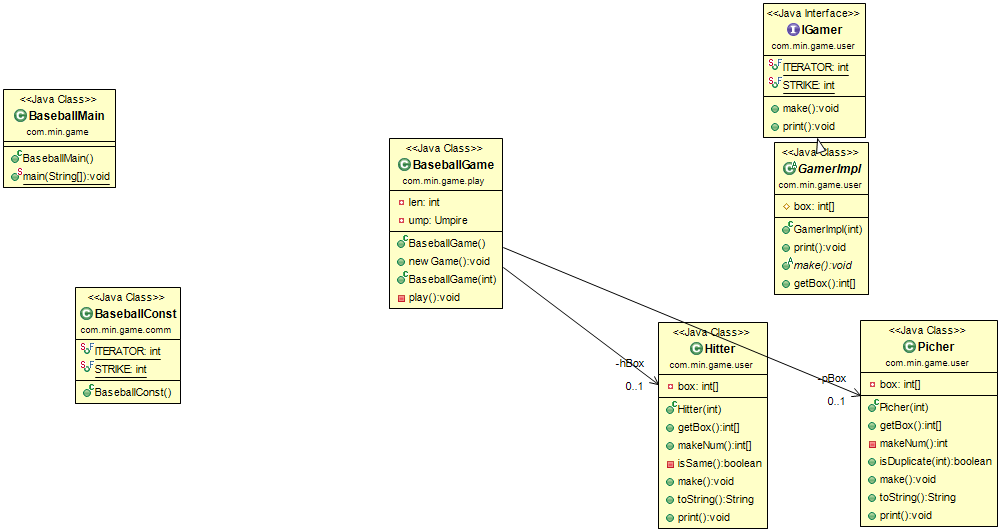 <<Java Class>>
BaseballMain
com.min.game
BaseballMain()
main(String[]):void
<<Java Class>>
BaseballConst
com.min.game.comm
ITERATOR: int
STRIKE: int
BaseballConst()
<<Java Class>>
BaseballGame
com.min.game.play
len: int
ump: Umpire
BaseballGame()
newGame():void
BaseballGame(int)
play():void
<<Java Interface>>
IGamer
com.min.game.user
ITERATOR: int
STRIKE: int
make():void
print():void
<<Java Class>>
GamerImpl
com.min.game.user
box: int[]
GamerImpl(int)
print():void
make():void
getBox():int[]
-hBox
0..1
<<Java Class>>
Hitter
com.min.game.user
box: int[]
Hitter(int)
getBox():int[]
makeNum():int[]
isSame():boolean
make():void
toString():String
print():void
-pBox
0..1
<<Java Class>>
Picher
com.min.game.user
box: int[]
Picher(int)
getBox():int[]
makeNum():int
isDuplicate(int):boolean
make():void
toString():String
print():void